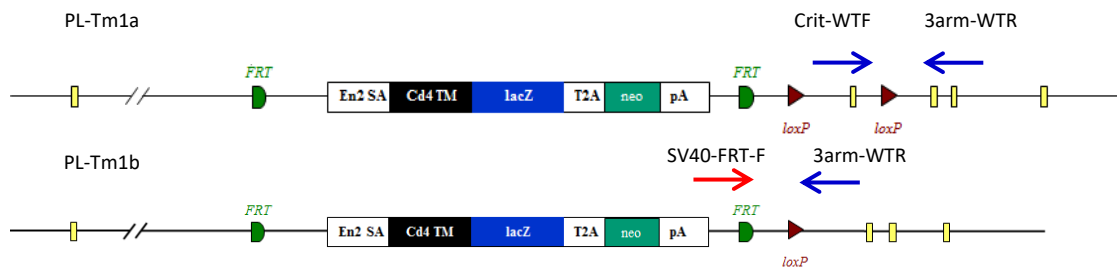 PL-Tm1a
Crit-WTF 3arm-WTR
FRT FRT
En2 SA Cd4 TM lacZ T2A neo pA
loxP loxP
PL-Tm1b
SV40-FRT-F 3arm-WTR
FRT FRT
En2 SA Cd4 TM lacZ T2A neo pA
loxP